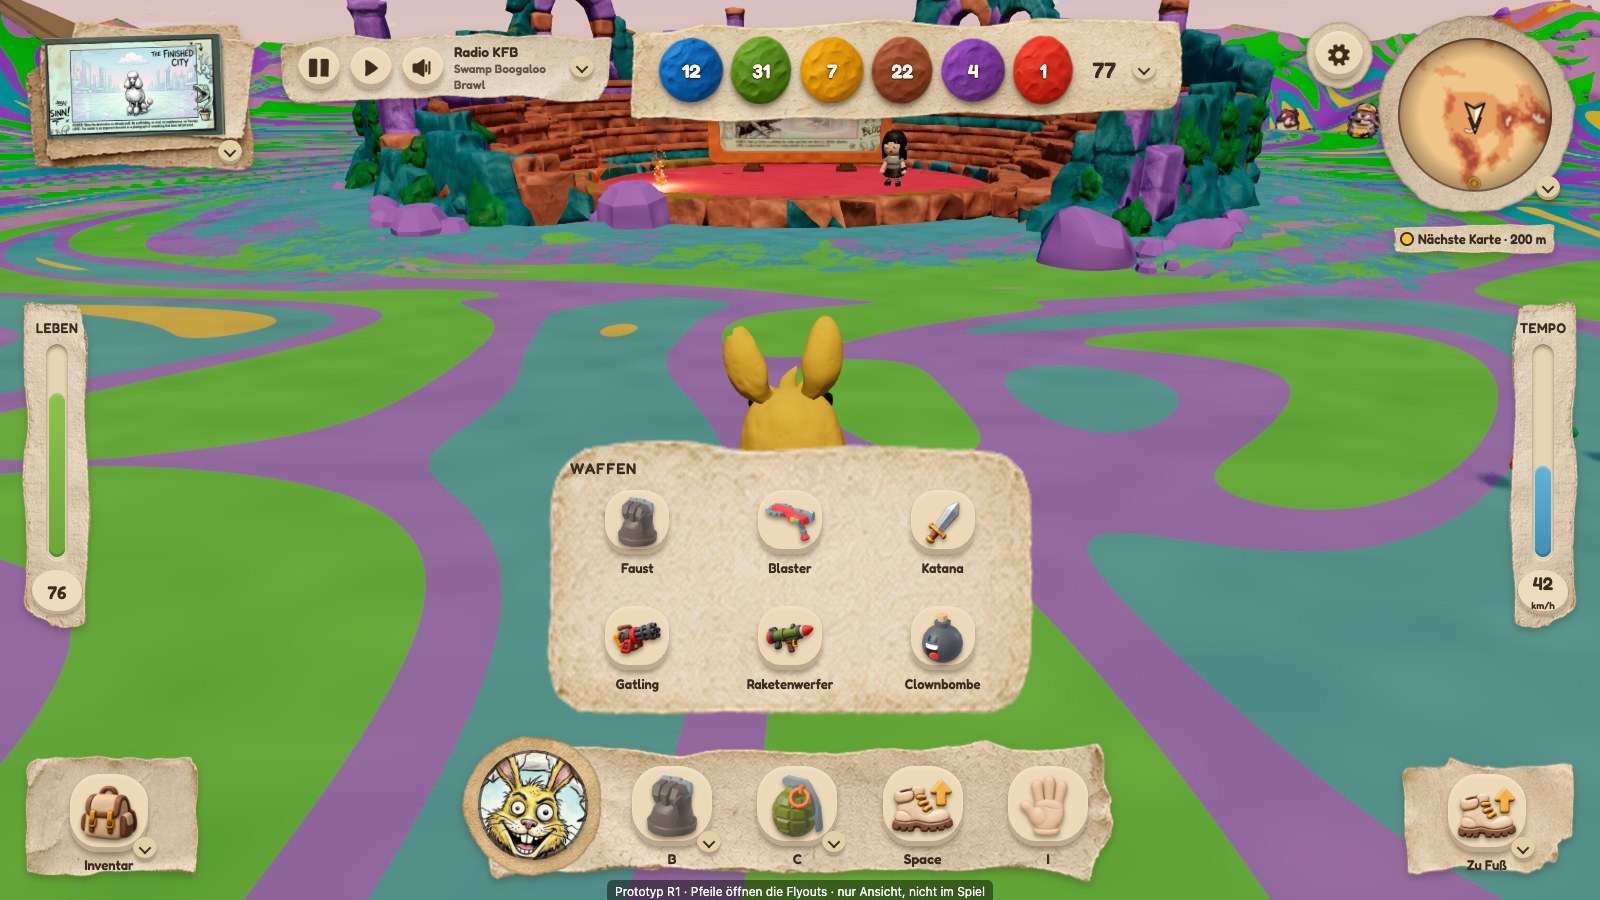 THE FINISHED
CITY
Radio KFB
Swamp Boogaloo
Brawl
12
31
7
22
4
1
77
Nächste Karte · 200 m
LEBEN
76
TEMPO
42
km/h
WAFFEN
Faust
Blaster
Katana
Gatling
Raketenwerfer
Clownbombe
Inventar
B
C
Space
I
Zu Fuß
Prototyp R1 · Pfeile öffnen die Flyouts · nur Ansicht, nicht im Spiel